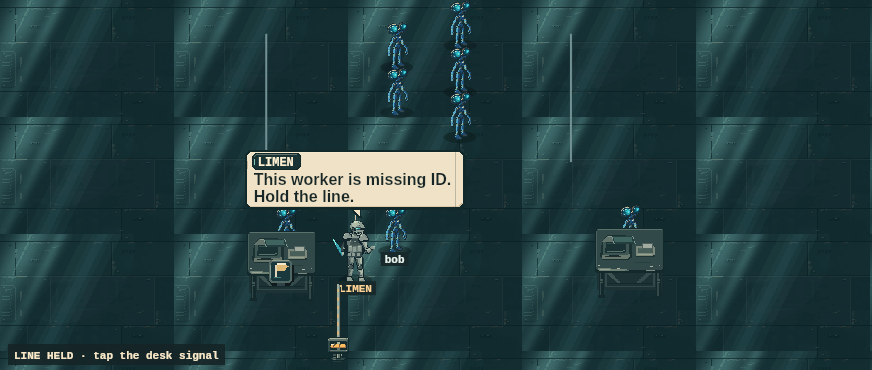 LIMEN
This worker is missing ID.
Hold the line.
bob
LIMEN
LINE HELD · tap the desk signal